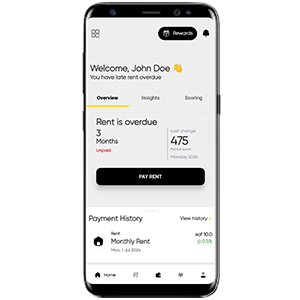 Rewards
Welcome, John Doe 👋
You have late rent overdue
Overview
Insights
Scoring
Rent is overdue
3
Months
Unpaid
Last change
475
Rental score
Monday 2024
PAY RENT
Payment History
View history
Rent
Monthly Rent
Mon, 1 Jul 2024
xof 10.0
0.5%
Home